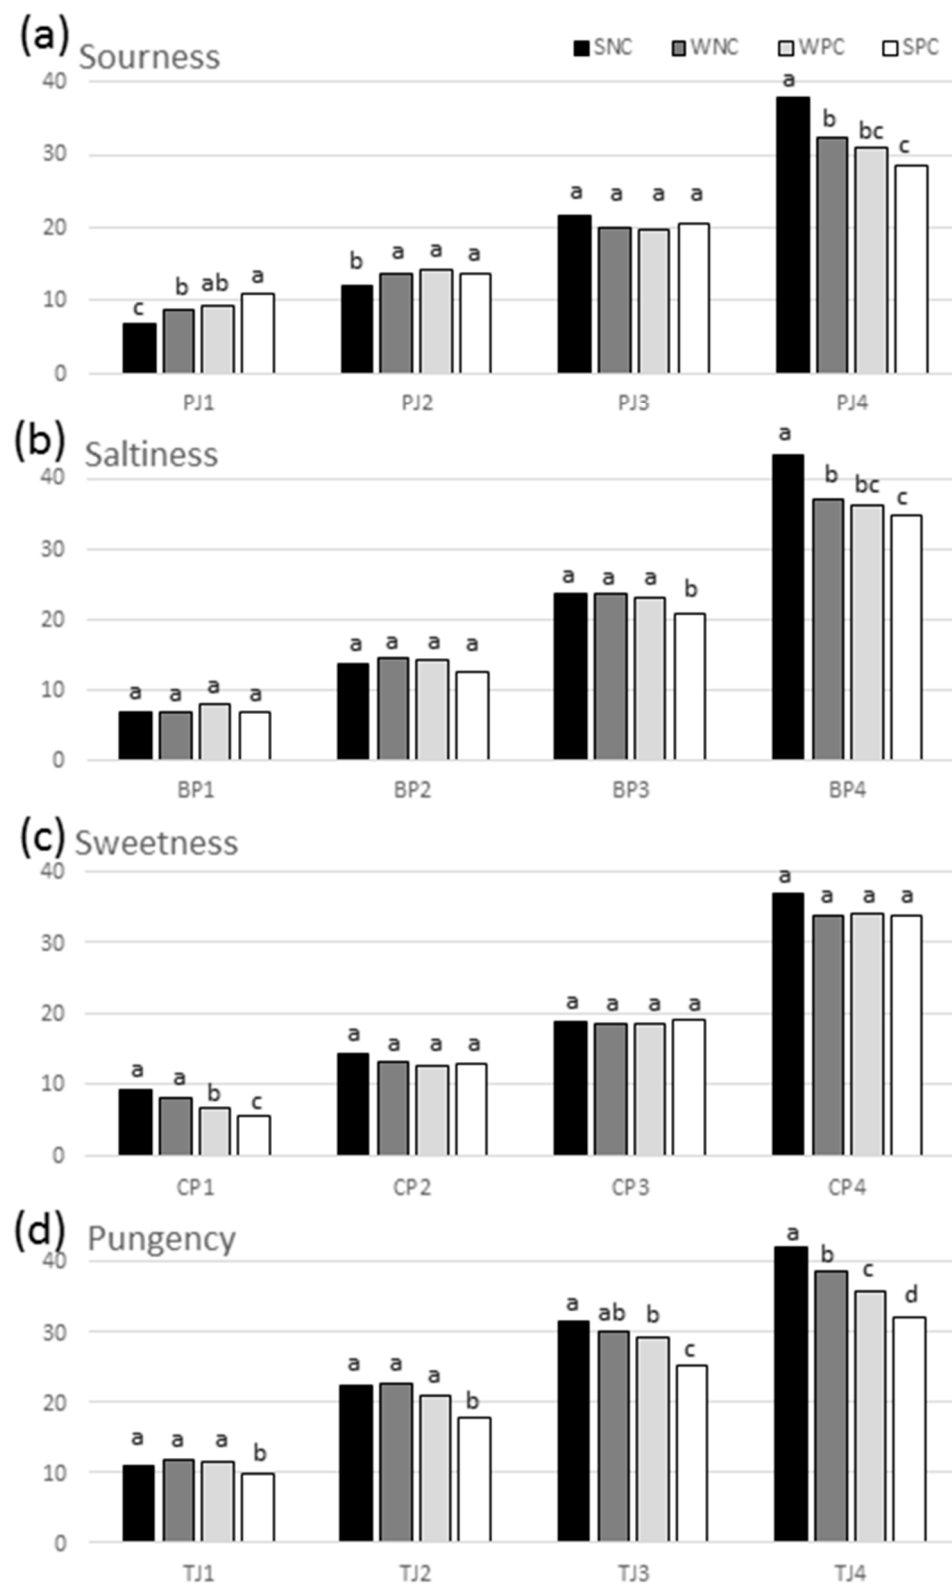 (a) Sourness
SNC WNC WPC SPC
40
30
20
10
0
c b ab a
b a a a
a a a a
a b bc c
PJ1 PJ2 PJ3 PJ4
(b) Saltiness
40
30
20
10
0
a a a a
a a a a
a a a b
a b bc c
BP1 BP2 BP3 BP4
(c) Sweetness
40
30
20
10
0
a a b c
a a a a
a a a a
a a a a
CP1 CP2 CP3 CP4
(d) Pungency
40
30
20
10
0
a a a b
a a a b
a ab b c
a b c d
TJ1 TJ2 TJ3 TJ4